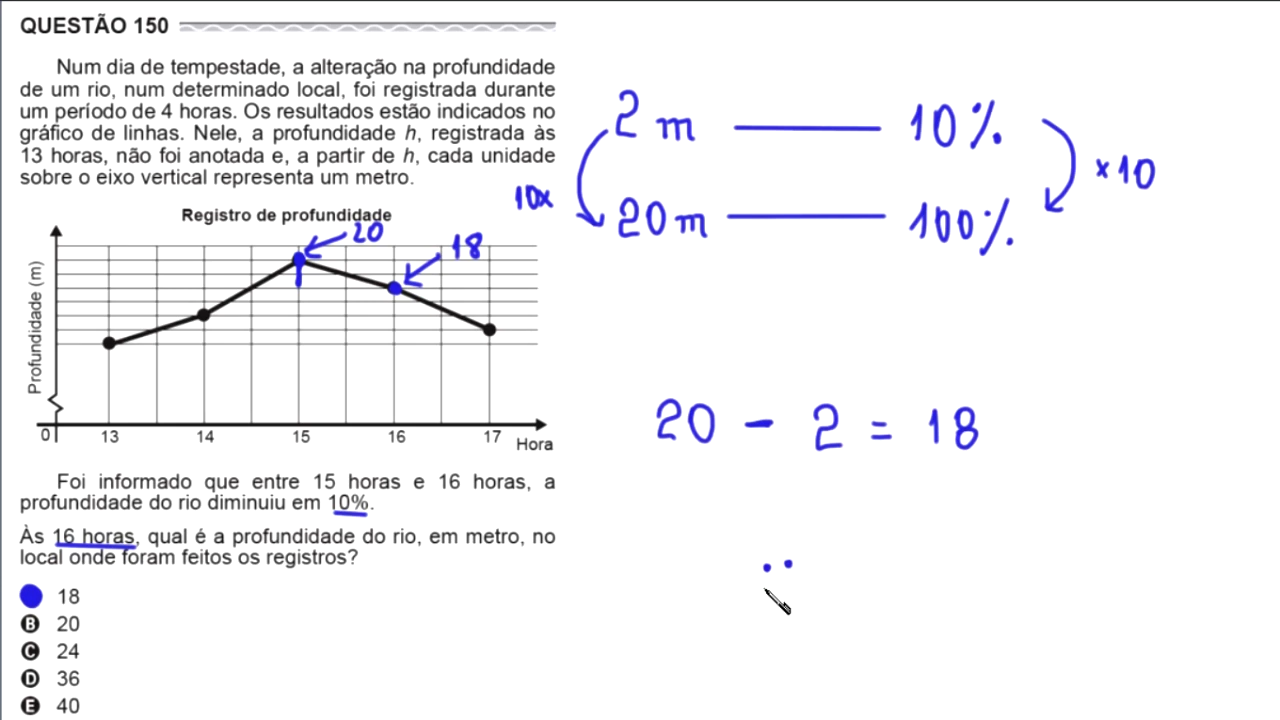 QUESTÃO 150
Num dia de tempestade, a alteração na profundidade
de um rio, num determinado local, foi registrada durante
um período de 4 horas. Os resultados estão indicados no
gráfico de linhas. Nele, a profundidade h, registrada às
13 horas, não foi anotada e, a partir de h, cada unidade
sobre o eixo vertical representa um metro.
Registro de profundidade
20
18
Profundidade (m)
0
13 14 15 16 17 Hora
Foi informado que entre 15 horas e 16 horas, a
profundidade do rio diminuiu em 10%.
Às 16 horas, qual é a profundidade do rio, em metro, no
local onde foram feitos os registros?
18
B 20
C 24
D 36
E 40
2 m 10%
10x x10
20 m 100%
20 - 2 = 18